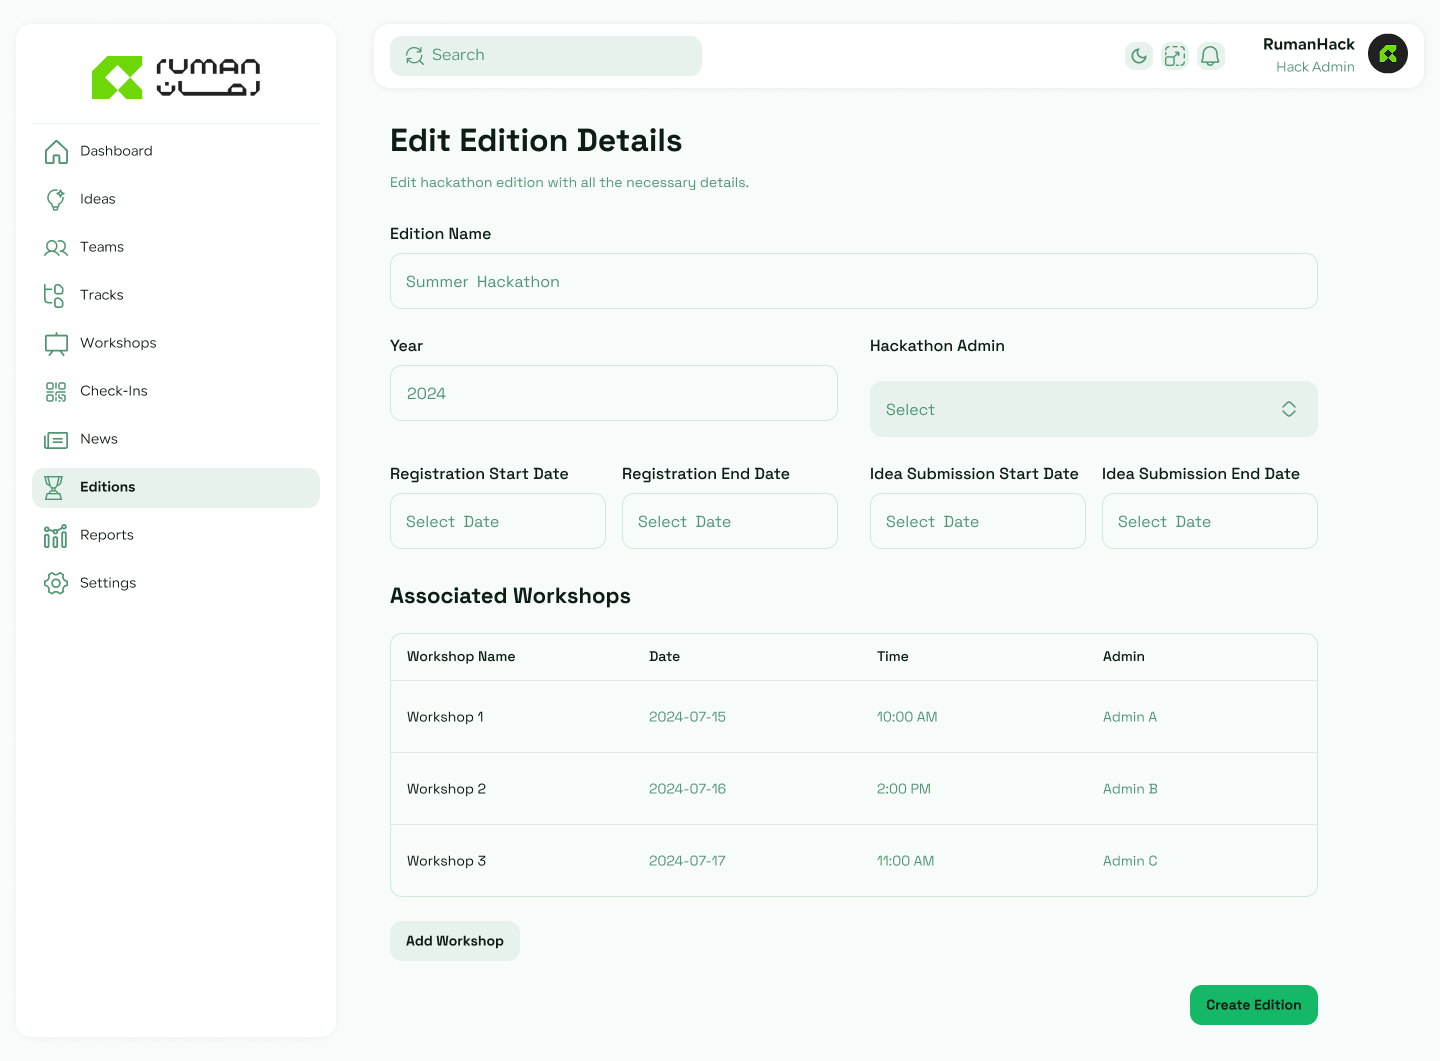 ruman
رمان
Dashboard
Ideas
Teams
Tracks
Workshops
Check-Ins
News
Editions
Reports
Settings
Search
RumanHack
Hack Admin
Edit Edition Details
Edit hackathon edition with all the necessary details.
Edition Name
Summer Hackathon
Year
Hackathon Admin
2024
Select
Registration Start Date
Registration End Date
Idea Submission Start Date
Idea Submission End Date
Select Date
Select Date
Select Date
Select Date
Associated Workshops
Workshop Name Date Time Admin
Workshop 1 2024-07-15 10:00 AM Admin A
Workshop 2 2024-07-16 2:00 PM Admin B
Workshop 3 2024-07-17 11:00 AM Admin C
Add Workshop
Create Edition